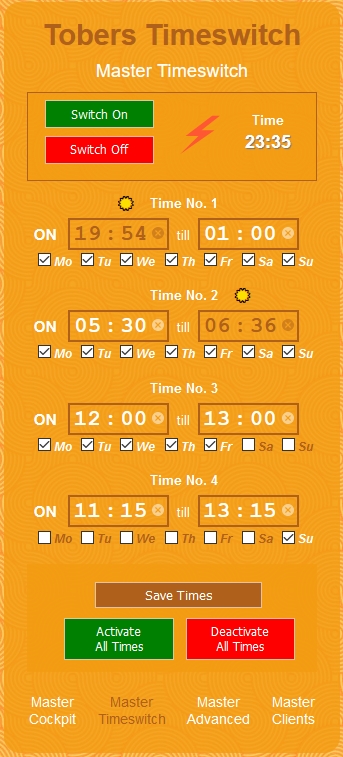 Tobers Timeswitch
Master Timeswitch
Switch On
Switch Off
Time
23:35
Time No. 1
ON 19:54 till 01:00
Mo Tu We Th Fr Sa Su
Time No. 2
ON 05:30 till 06:36
Mo Tu We Th Fr Sa Su
Time No. 3
ON 12:00 till 13:00
Mo Tu We Th Fr Sa Su
Time No. 4
ON 11:15 till 13:15
Mo Tu We Th Fr Sa Su
Save Times
Activate
All Times
Deactivate
All Times
Master
Cockpit
Master
Timeswitch
Master
Advanced
Master
Clients